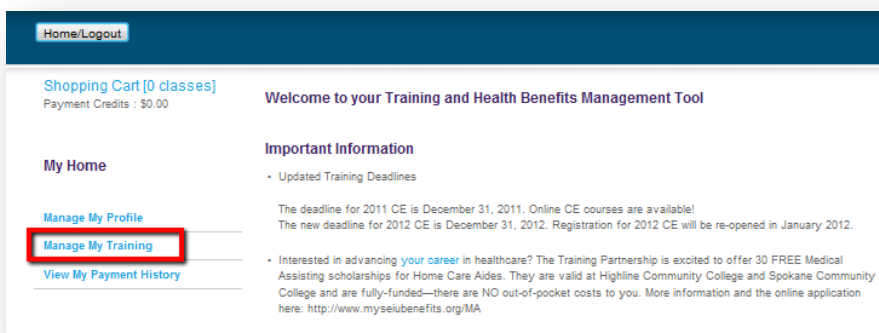 Home/Logout
Shopping Cart [0 classes]
Payment Credits : $0.00
My Home
Manage My Profile
Manage My Training
View My Payment History
Welcome to your Training and Health Benefits Management Tool
Important Information
• Updated Training Deadlines
The deadline for 2011 CE is December 31, 2011. Online CE courses are available!
The new deadline for 2012 CE is December 31, 2012. Registration for 2012 CE will be re-opened in January 2012.
• Interested in advancing your career in healthcare? The Training Partnership is excited to offer 30 FREE Medical
Assisting scholarships for Home Care Aides. They are valid at Highline Community College and Spokane Community
College and are fully-funded—there are NO out-of-pocket costs to you. More information and the online application
here: http://www.myseiubenefits.org/MA